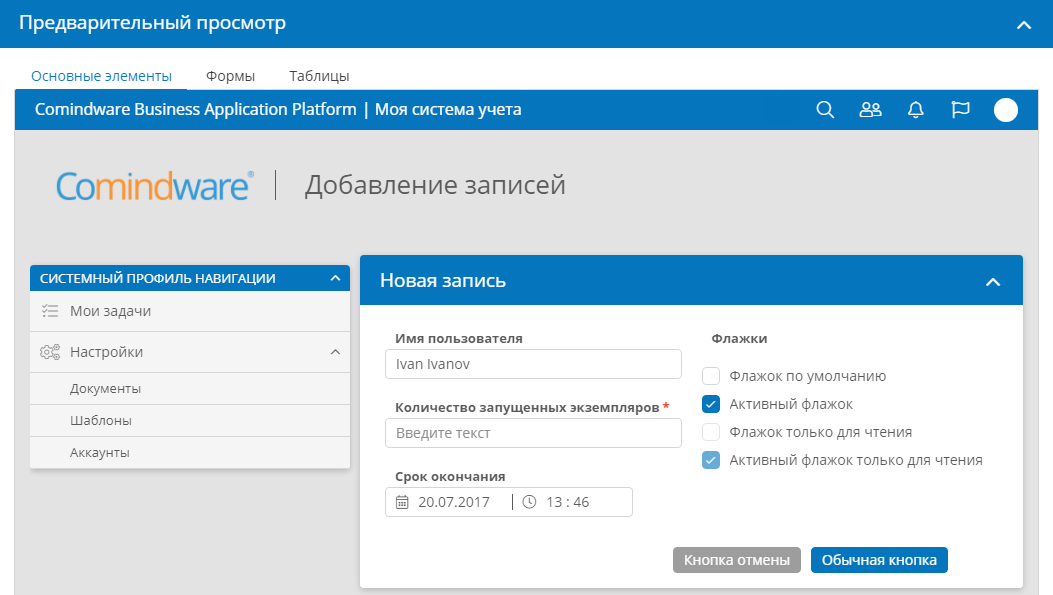 Предварительный просмотр
Основные элементы Формы Таблицы
Comindware Business Application Platform | Моя система учета
Comindware® Добавление записей
СИСТЕМНЫЙ ПРОФИЛЬ НАВИГАЦИИ
Мои задачи
Настройки
Документы
Шаблоны
Аккаунты
Новая запись
Имя пользователя
Ivan Ivanov
Количество запущенных экземпляров *
Введите текст
Срок окончания
20.07.2017 | 13 : 46
Флажки
Флажок по умолчанию
Активный флажок
Флажок только для чтения
Активный флажок только для чтения
Кнопка отмены Обычная кнопка